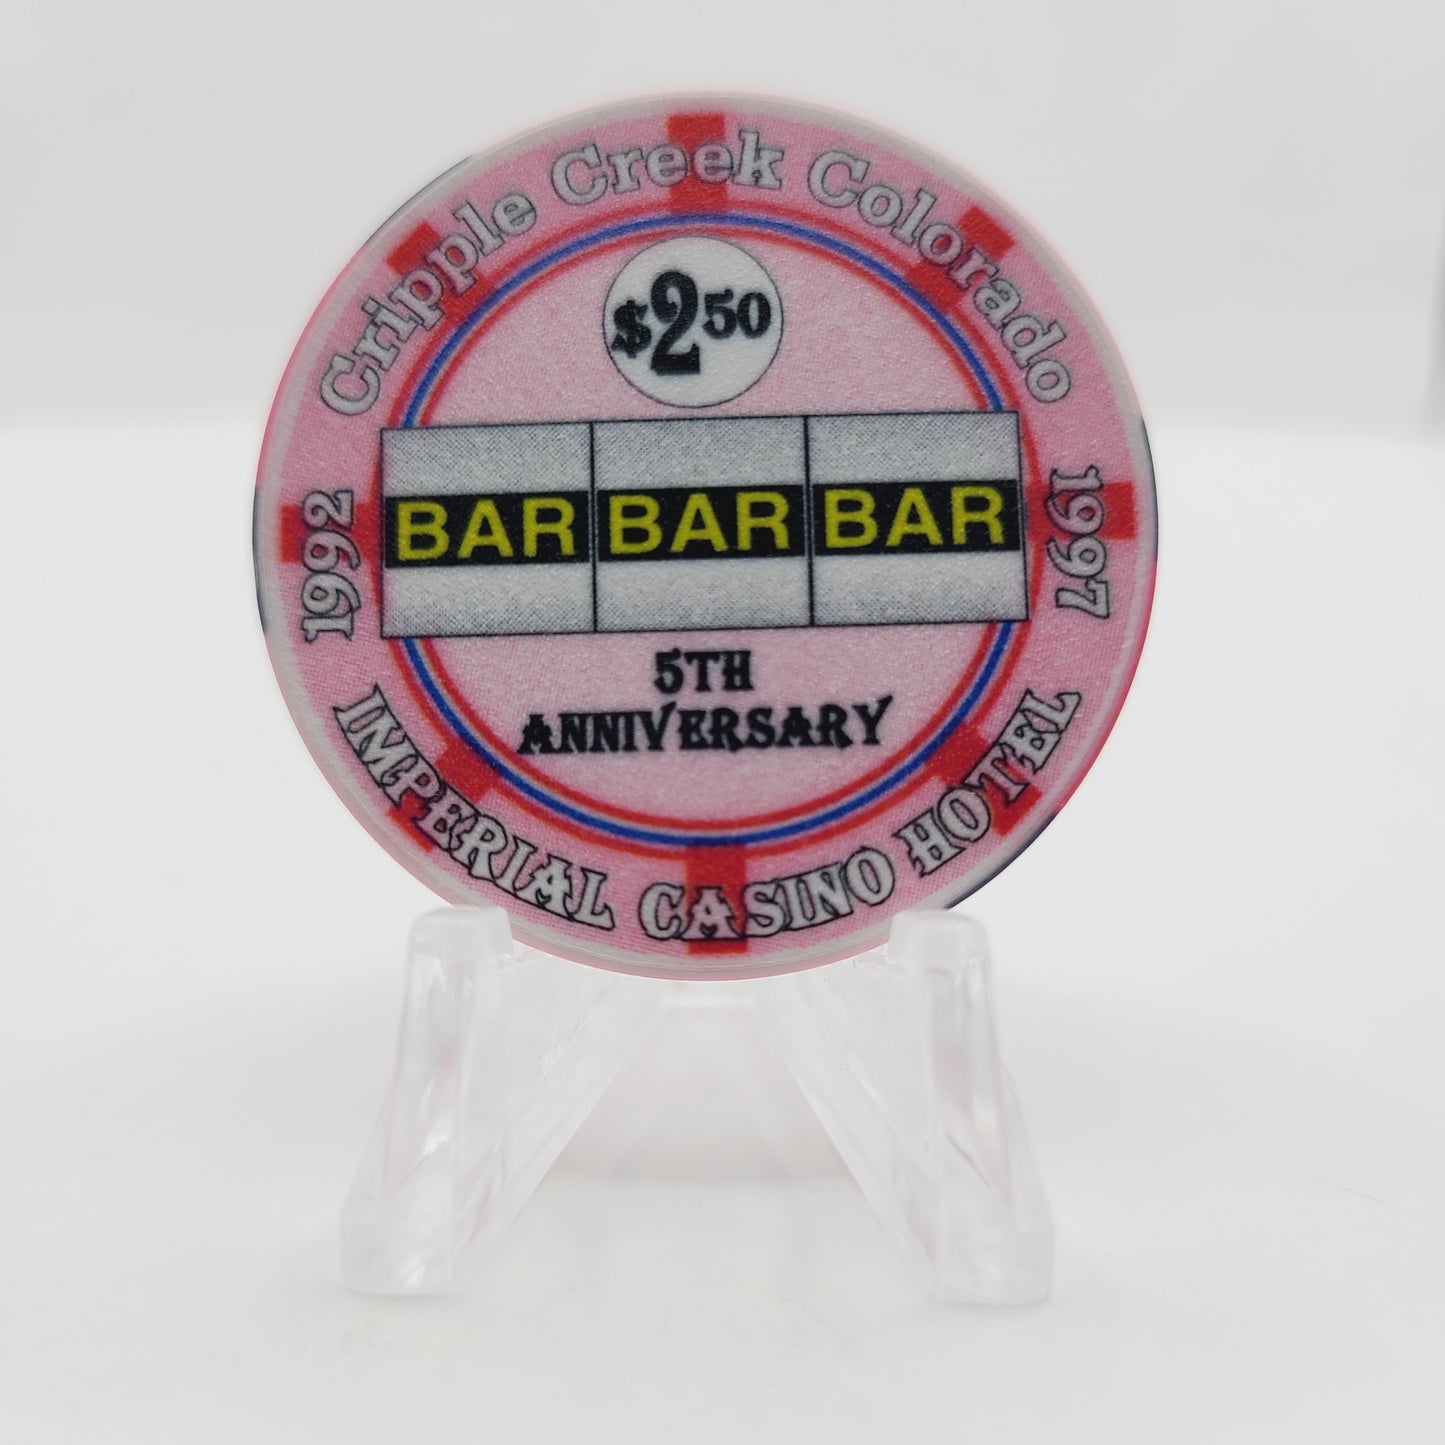 Cripple Creek Colorado
$2.50
1992
BAR BAR BAR
1997
5TH
ANNIVERSARY
IMPERIAL CASINO HOTEL